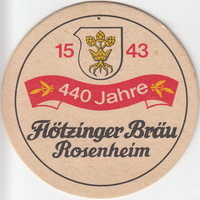 15 43
440 Jahre
Flötzinger Bräu
Rosenheim